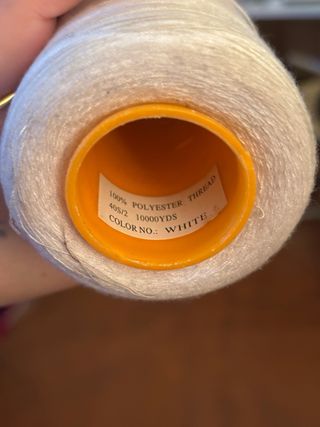 100% POLYESTER THREAD
40S/2 10000YDS
COLOR NO.: WHITE